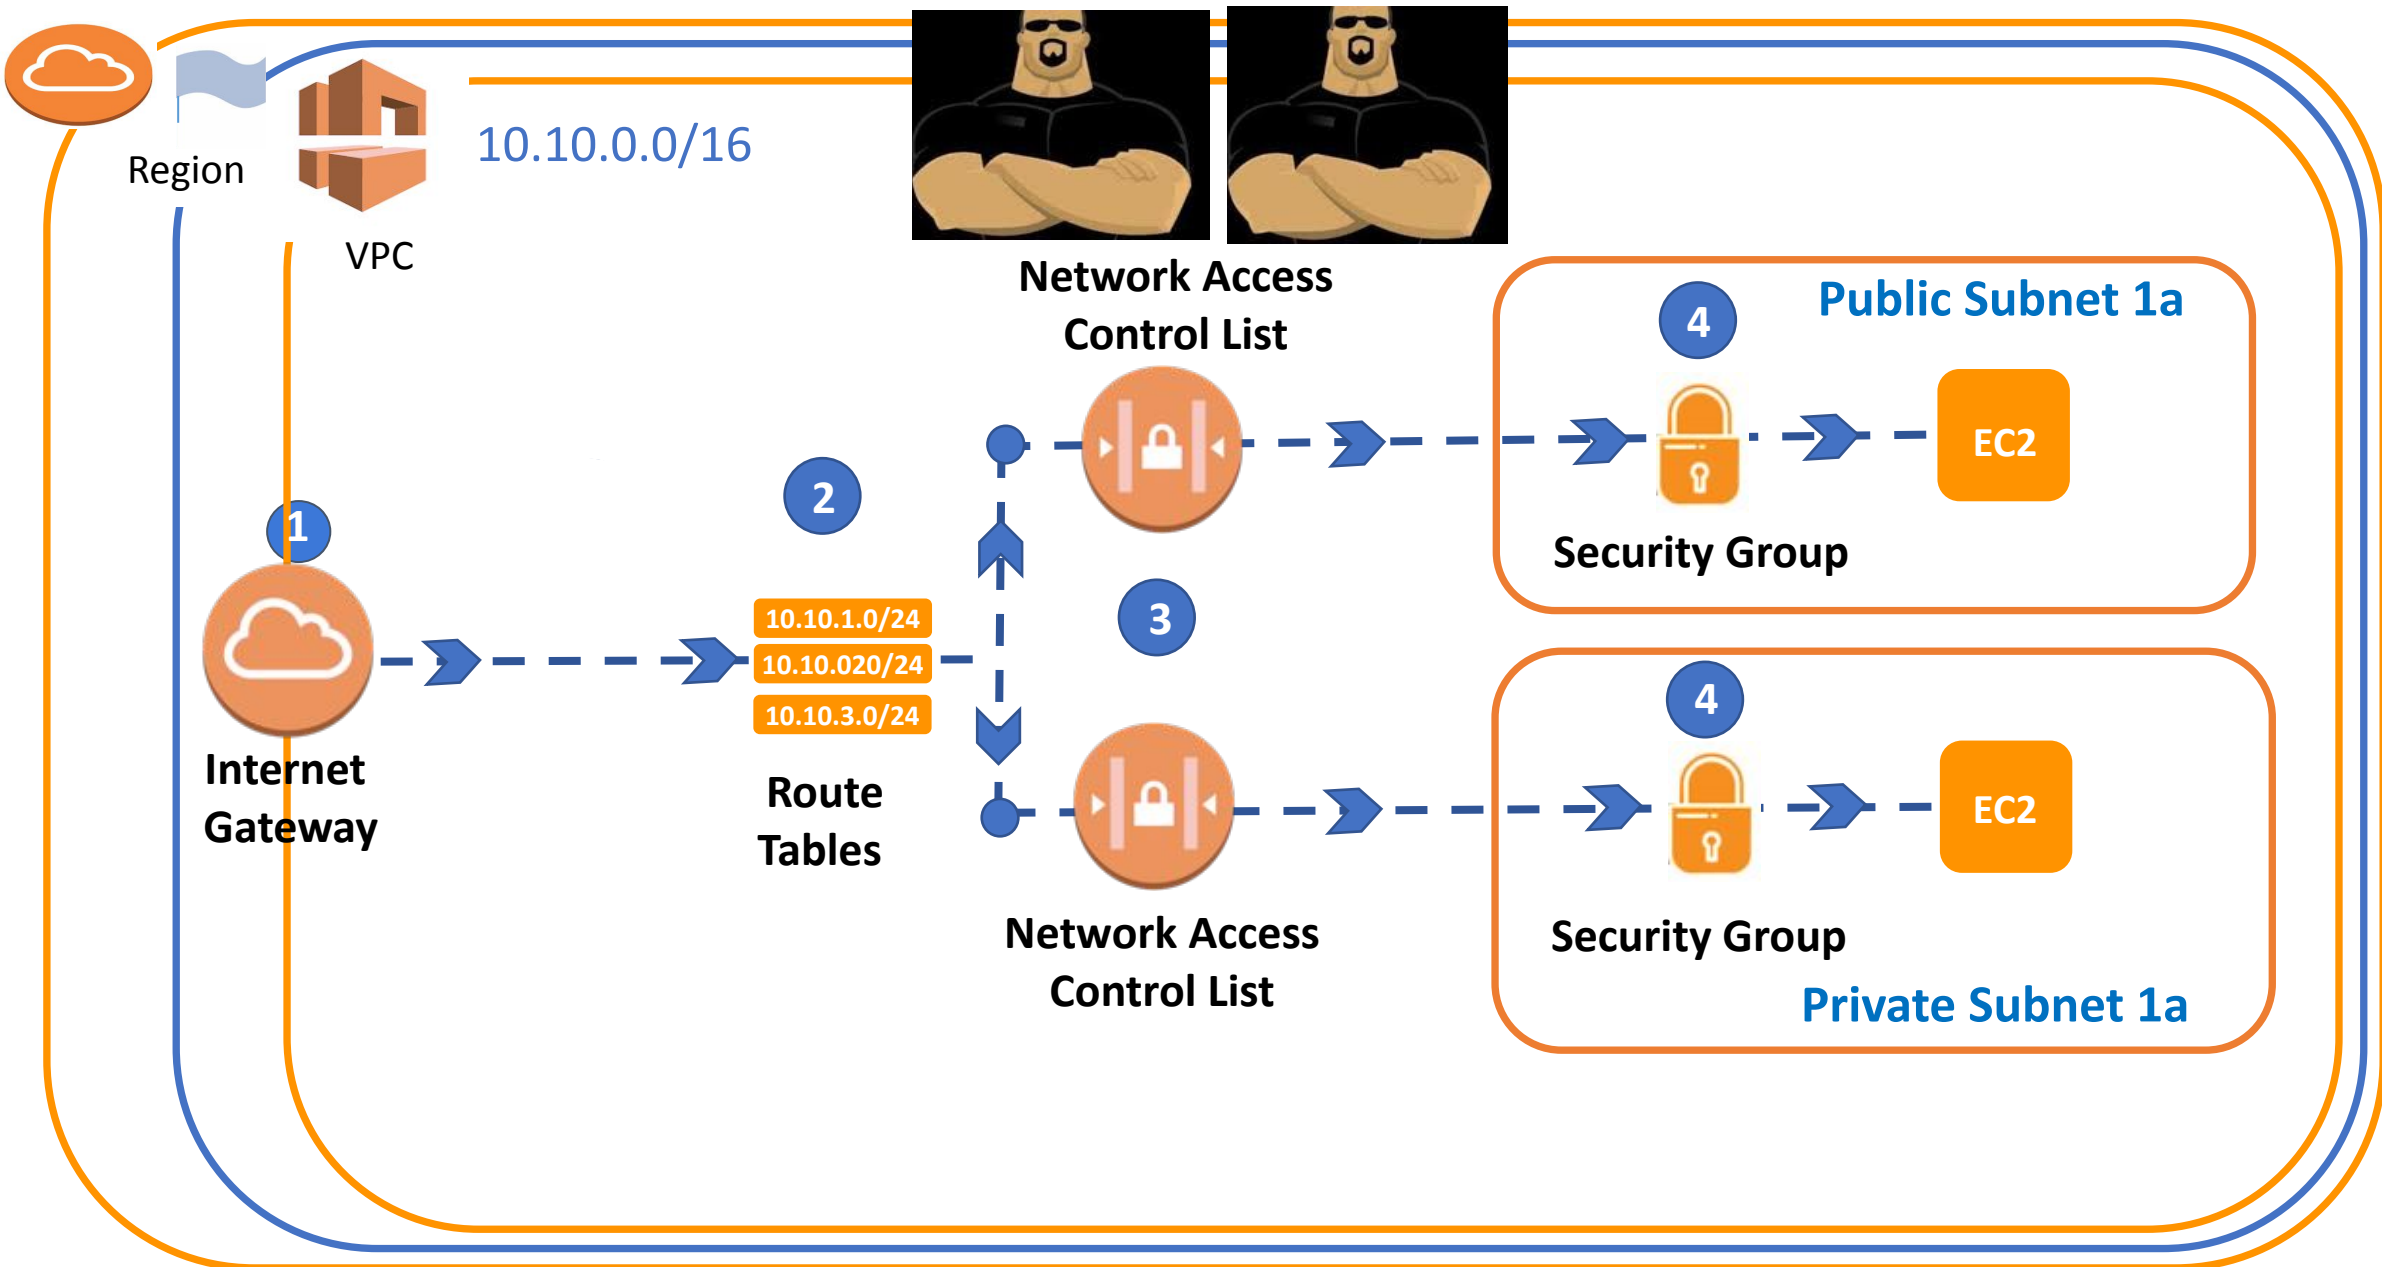 Region
VPC
10.10.0.0/16
Network Access
Control List
Public Subnet 1a
4
EC2
Security Group
1
Internet
Gateway
2
10.10.1.0/24
10.10.020/24
10.10.3.0/24
Route
Tables
3
4
EC2
Security Group
Private Subnet 1a
Network Access
Control List